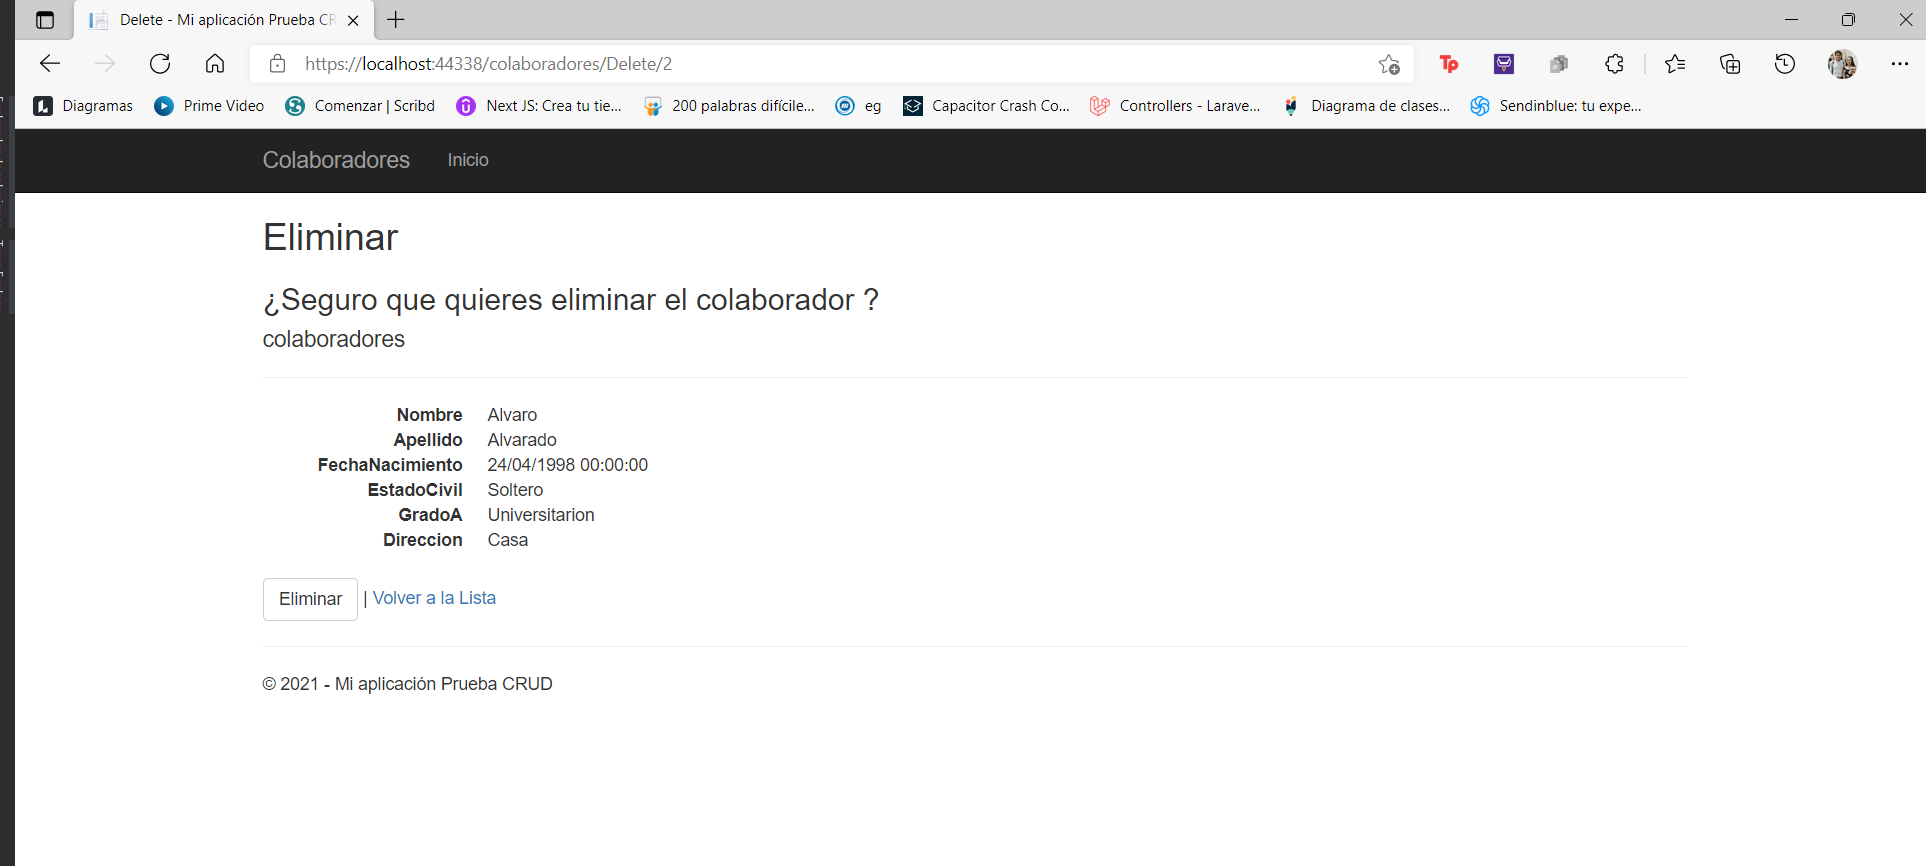 Delete - Mi aplicación Prueba CR
https://localhost:44338/colaboradores/Delete/2
Diagramas Prime Video Comenzar | Scribd Next JS: Crea tu tie... 200 palabras difícile... eg Capacitor Crash Co... Controllers - Larave... Diagrama de clases... Sendinblue: tu expe...
Colaboradores Inicio
Eliminar
¿Seguro que quieres eliminar el colaborador ?
colaboradores
Nombre Alvaro
Apellido Alvarado
FechaNacimiento 24/04/1998 00:00:00
EstadoCivil Soltero
GradoA Universitarion
Direccion Casa
Eliminar | Volver a la Lista
© 2021 - Mi aplicación Prueba CRUD